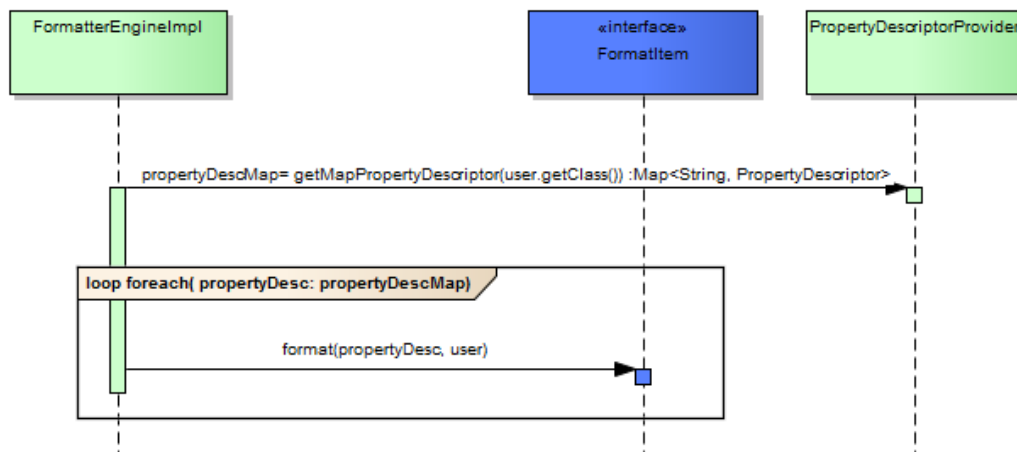 FormatterEngineImpl
«interface»
FormatItem
PropertyDescriptorProvider
propertyDescMap= getMapPropertyDescriptor(user.getClass()) :Map<String, PropertyDescriptor>
loop foreach( propertyDesc: propertyDescMap)
format(propertyDesc, user)